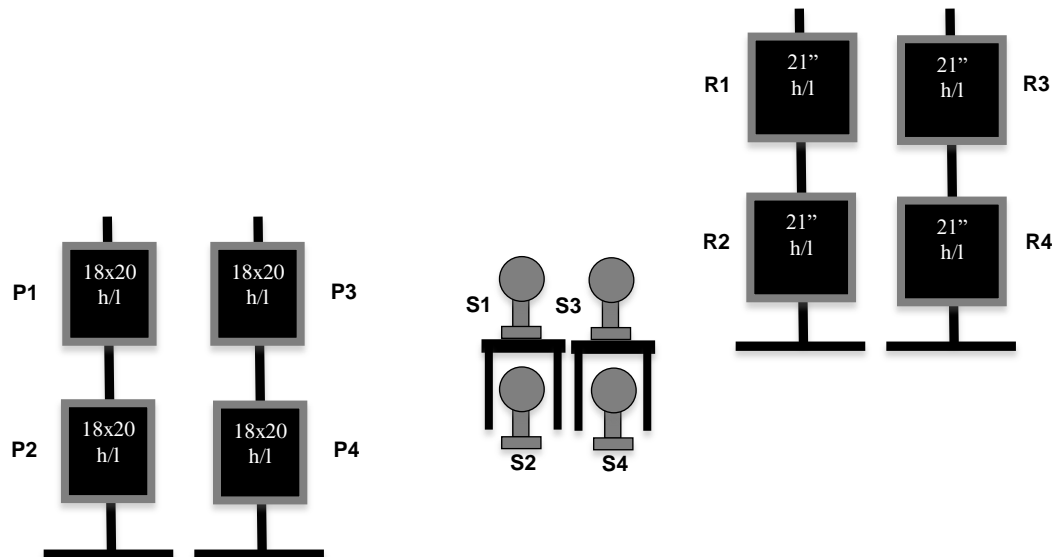 R1
21”
h/l
21”
h/l
R3
R2
21”
h/l
21”
h/l
R4
P1
18x20
h/l
18x20
h/l
P3
S1
S3
P2
18x20
h/l
18x20
h/l
P4
S2
S4